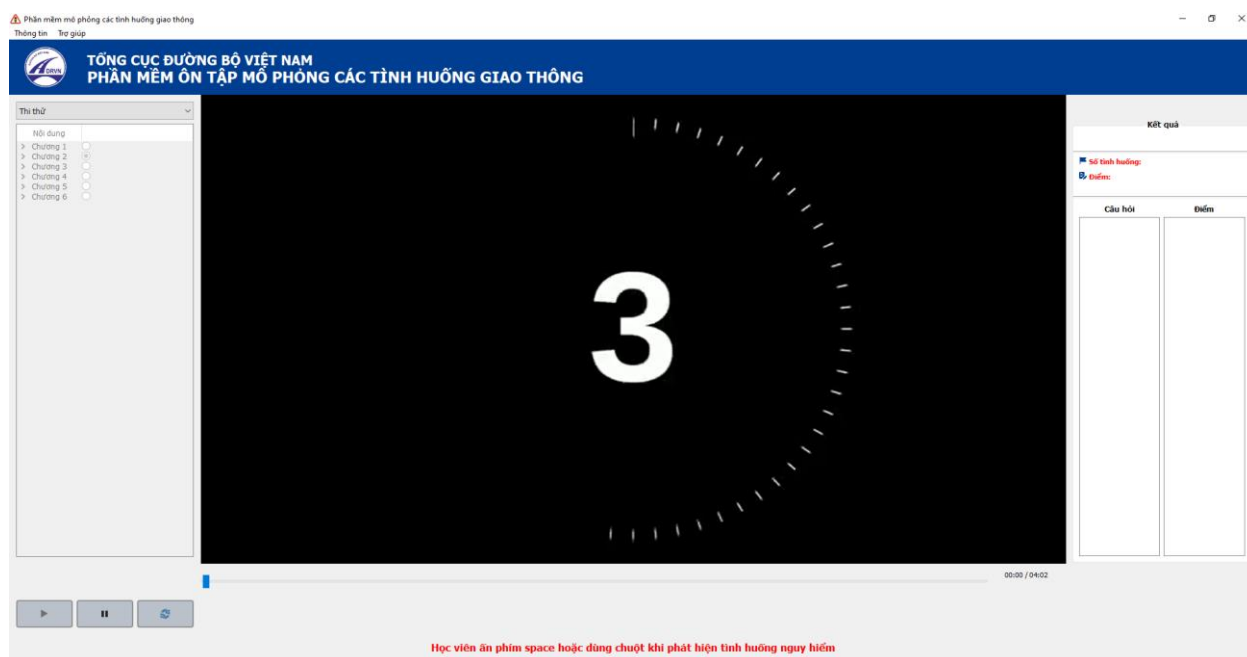 Phần mềm mô phỏng các tình huống giao thông
Thông tin Trợ giúp
TỔNG CỤC ĐƯỜNG BỘ VIỆT NAM
PHẦN MỀM ÔN TẬP MÔ PHỎNG CÁC TÌNH HUỐNG GIAO THÔNG
DRVN
Thi thử
Nội dung
Chương 1
Chương 2
Chương 3
Chương 4
Chương 5
Chương 6
3
Kết quả
Số tình huống:
Điểm:
Câu hỏi Điểm
00:00 / 04:02
Học viên ấn phím space hoặc dùng chuột khi phát hiện tình huống nguy hiểm